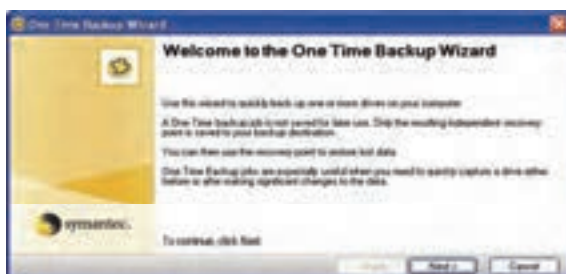 One Time Backup Wizard
Welcome to the One Time Backup Wizard
Use this wizard to quickly back up one or more drives on your computer.
A One Time backup job is not saved for later use. Only the resulting independent recovery
point is saved to your backup destination.
You can then use the recovery point to restore lost data.
One Time Backup jobs are especially useful when you need to quickly capture a drive either
before or after making significant changes to the data.
symantec.
To continue, click Next
Next >
Cancel